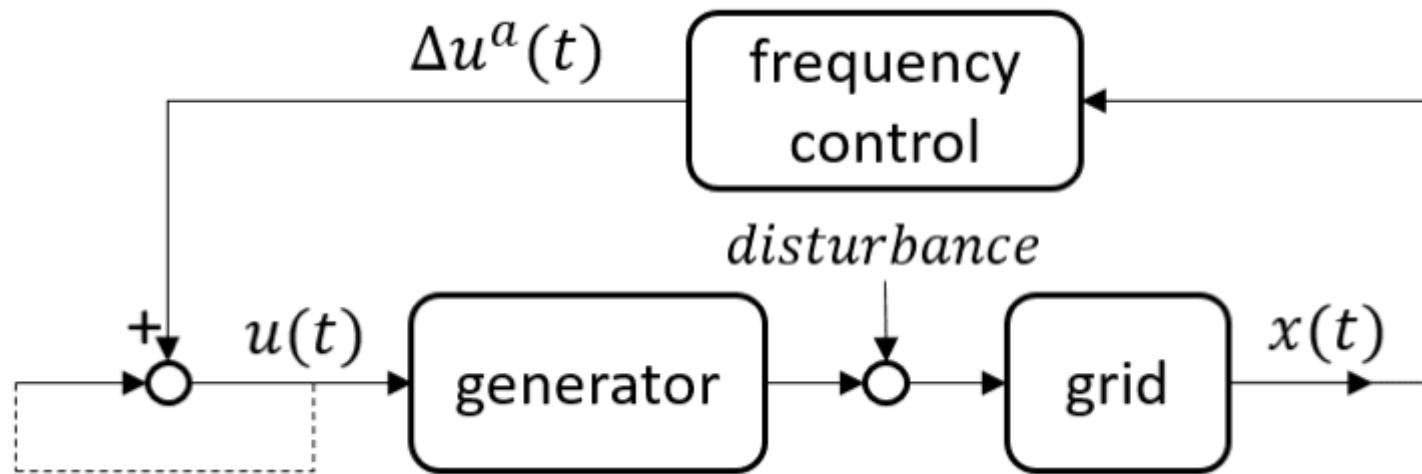 Δu^a(t)
frequency
control
disturbance
+
u(t)
generator
grid
x(t)